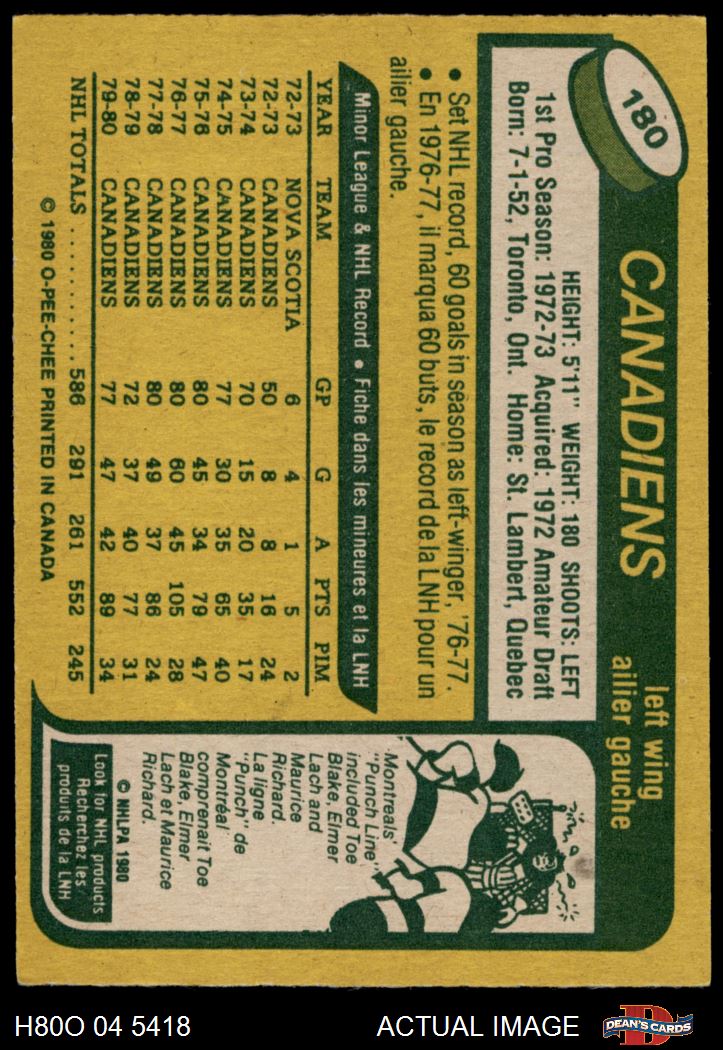 180
CANADIENS
left wing
ailier gauche
HEIGHT: 5'11" WEIGHT: 180 SHOOTS: LEFT
1st Pro Season: 1972-73 Acquired: 1972 Amateur Draft
Born: 7-1-52, Toronto, Ont. Home: St. Lambert, Quebec
• Set NHL record, 60 goals in season as left-winger, '76-77.
• En 1976-77, il marqua 60 buts, le record de la LNH pour un
ailier gauche.
Minor League & NHL Record • Fiche dans les mineures et la LNH
YEAR TEAM GP G A PTS PIM
72-73 NOVA SCOTIA 6 4 1 5 2
72-73 CANADIENS 50 8 8 16 24
73-74 CANADIENS 70 15 20 35 17
74-75 CANADIENS 77 30 35 65 40
75-76 CANADIENS 80 45 34 79 47
76-77 CANADIENS 80 60 45 105 28
77-78 CANADIENS 80 49 37 86 24
78-79 CANADIENS 72 37 40 77 31
79-80 CANADIENS 77 47 42 89 34
NHL TOTALS ........... 586 291 261 552 245
© 1980 O-PEE-CHEE PRINTED IN CANADA
Montreals'
"Punch Line"
included Toe
Blake, Elmer
Lach and
Maurice
Richard.
La ligne
"Punch" de
Montréal
comprenait Toe
Blake, Elmer
Lach et Maurice
Richard.
© NHLPA 1980
Look for NHL products
Recherchez les
produits de la LNH
H80O 04 5418
ACTUAL IMAGE
D
DEAN'S CARDS